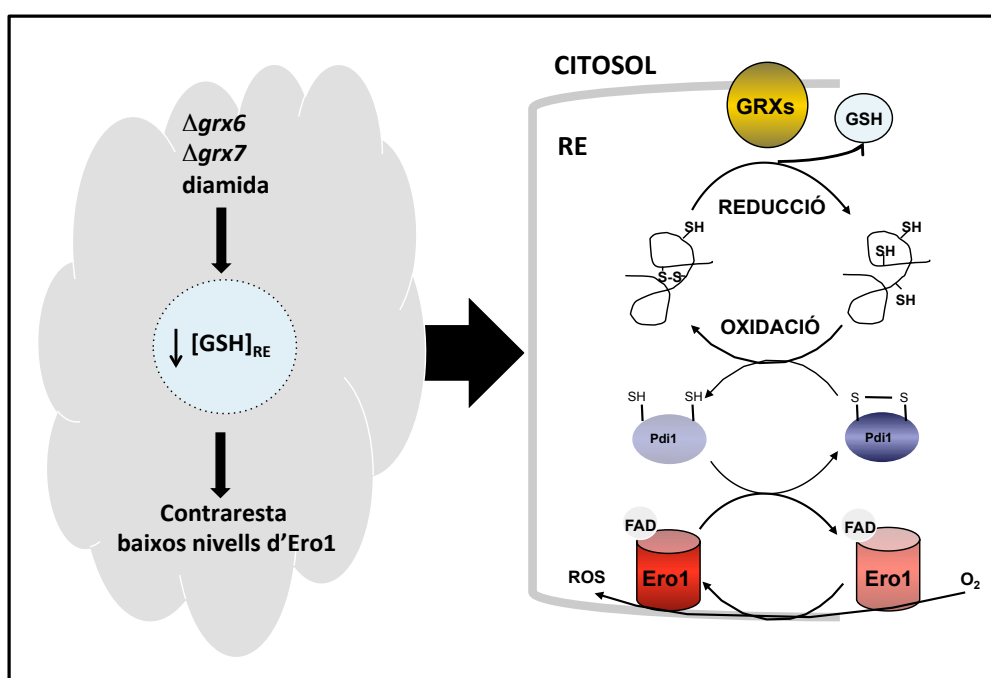 Δgrx6
Δgrx7
diamida
↓ [GSH]RE
Contraresta
baixos nivells d’Ero1
CITOSOL
RE
GRXs
GSH
REDUCCIÓ
SH
S-S
SH
SH
SH
OXIDACIÓ
SH SH
Pdi1
S S
Pdi1
FAD
Ero1
FAD
Ero1
ROS
O2